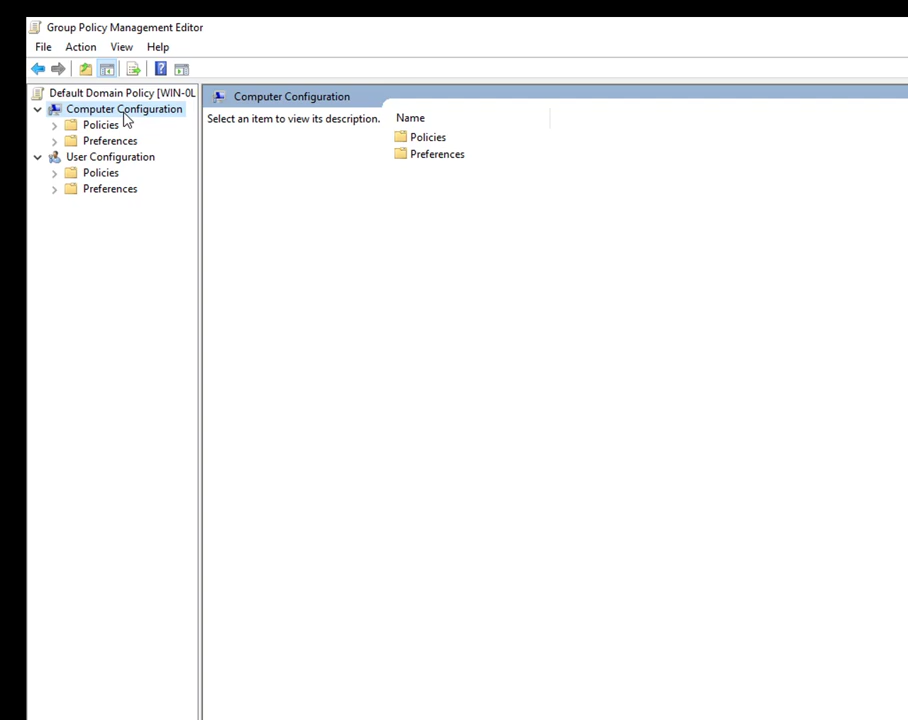 Group Policy Management Editor
File Action View Help
Default Domain Policy [WIN-0L
Computer Configuration
Policies
Preferences
User Configuration
Policies
Preferences
Computer Configuration
Select an item to view its description.
Name
Policies
Preferences